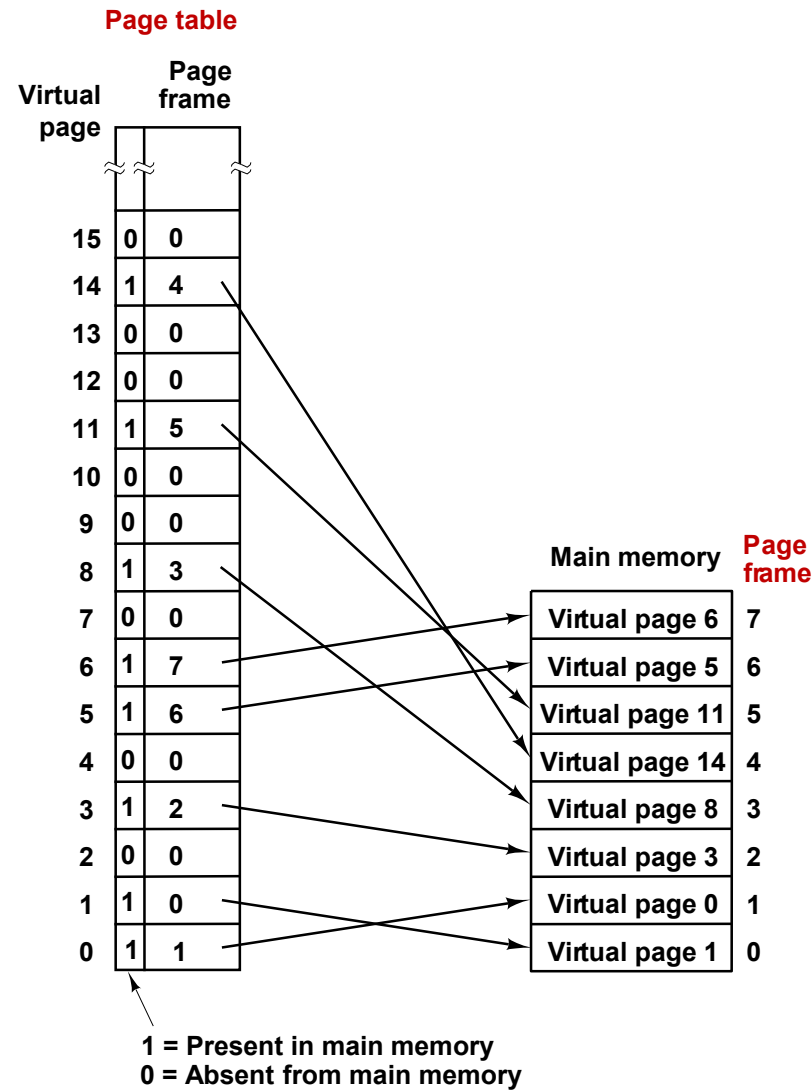 Page table
Virtual page
Page frame
15 0 0
14 1 4
13 0 0
12 0 0
11 1 5
10 0 0
9 0 0
8 1 3
7 0 0
6 1 7
5 1 6
4 0 0
3 1 2
2 0 0
1 1 0
0 1 1
Main memory
Page frame
Virtual page 6 7
Virtual page 5 6
Virtual page 11 5
Virtual page 14 4
Virtual page 8 3
Virtual page 3 2
Virtual page 0 1
Virtual page 1 0
1 = Present in main memory
0 = Absent from main memory